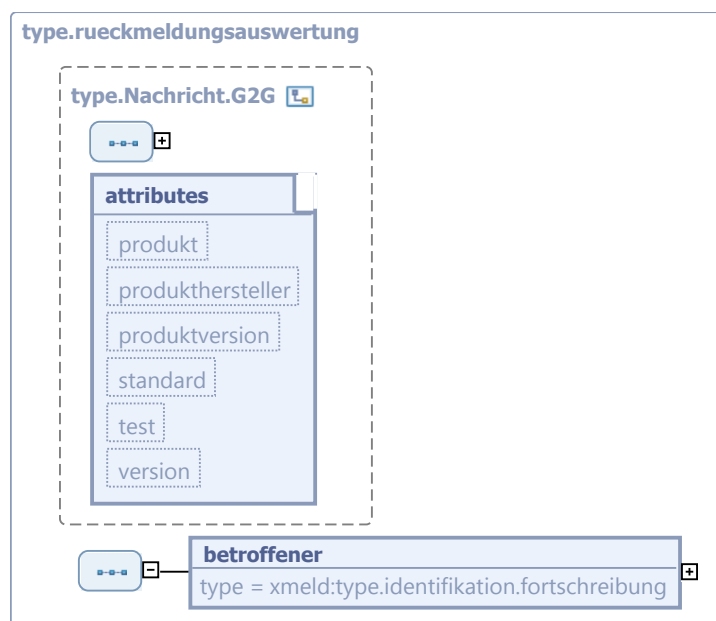 type.rueckmeldungsauswertung
type.Nachricht.G2G
attributes
produkt
produkthersteller
produktversion
standard
test
version
betroffener
type = xmeld:type.identifikation.fortschreibung